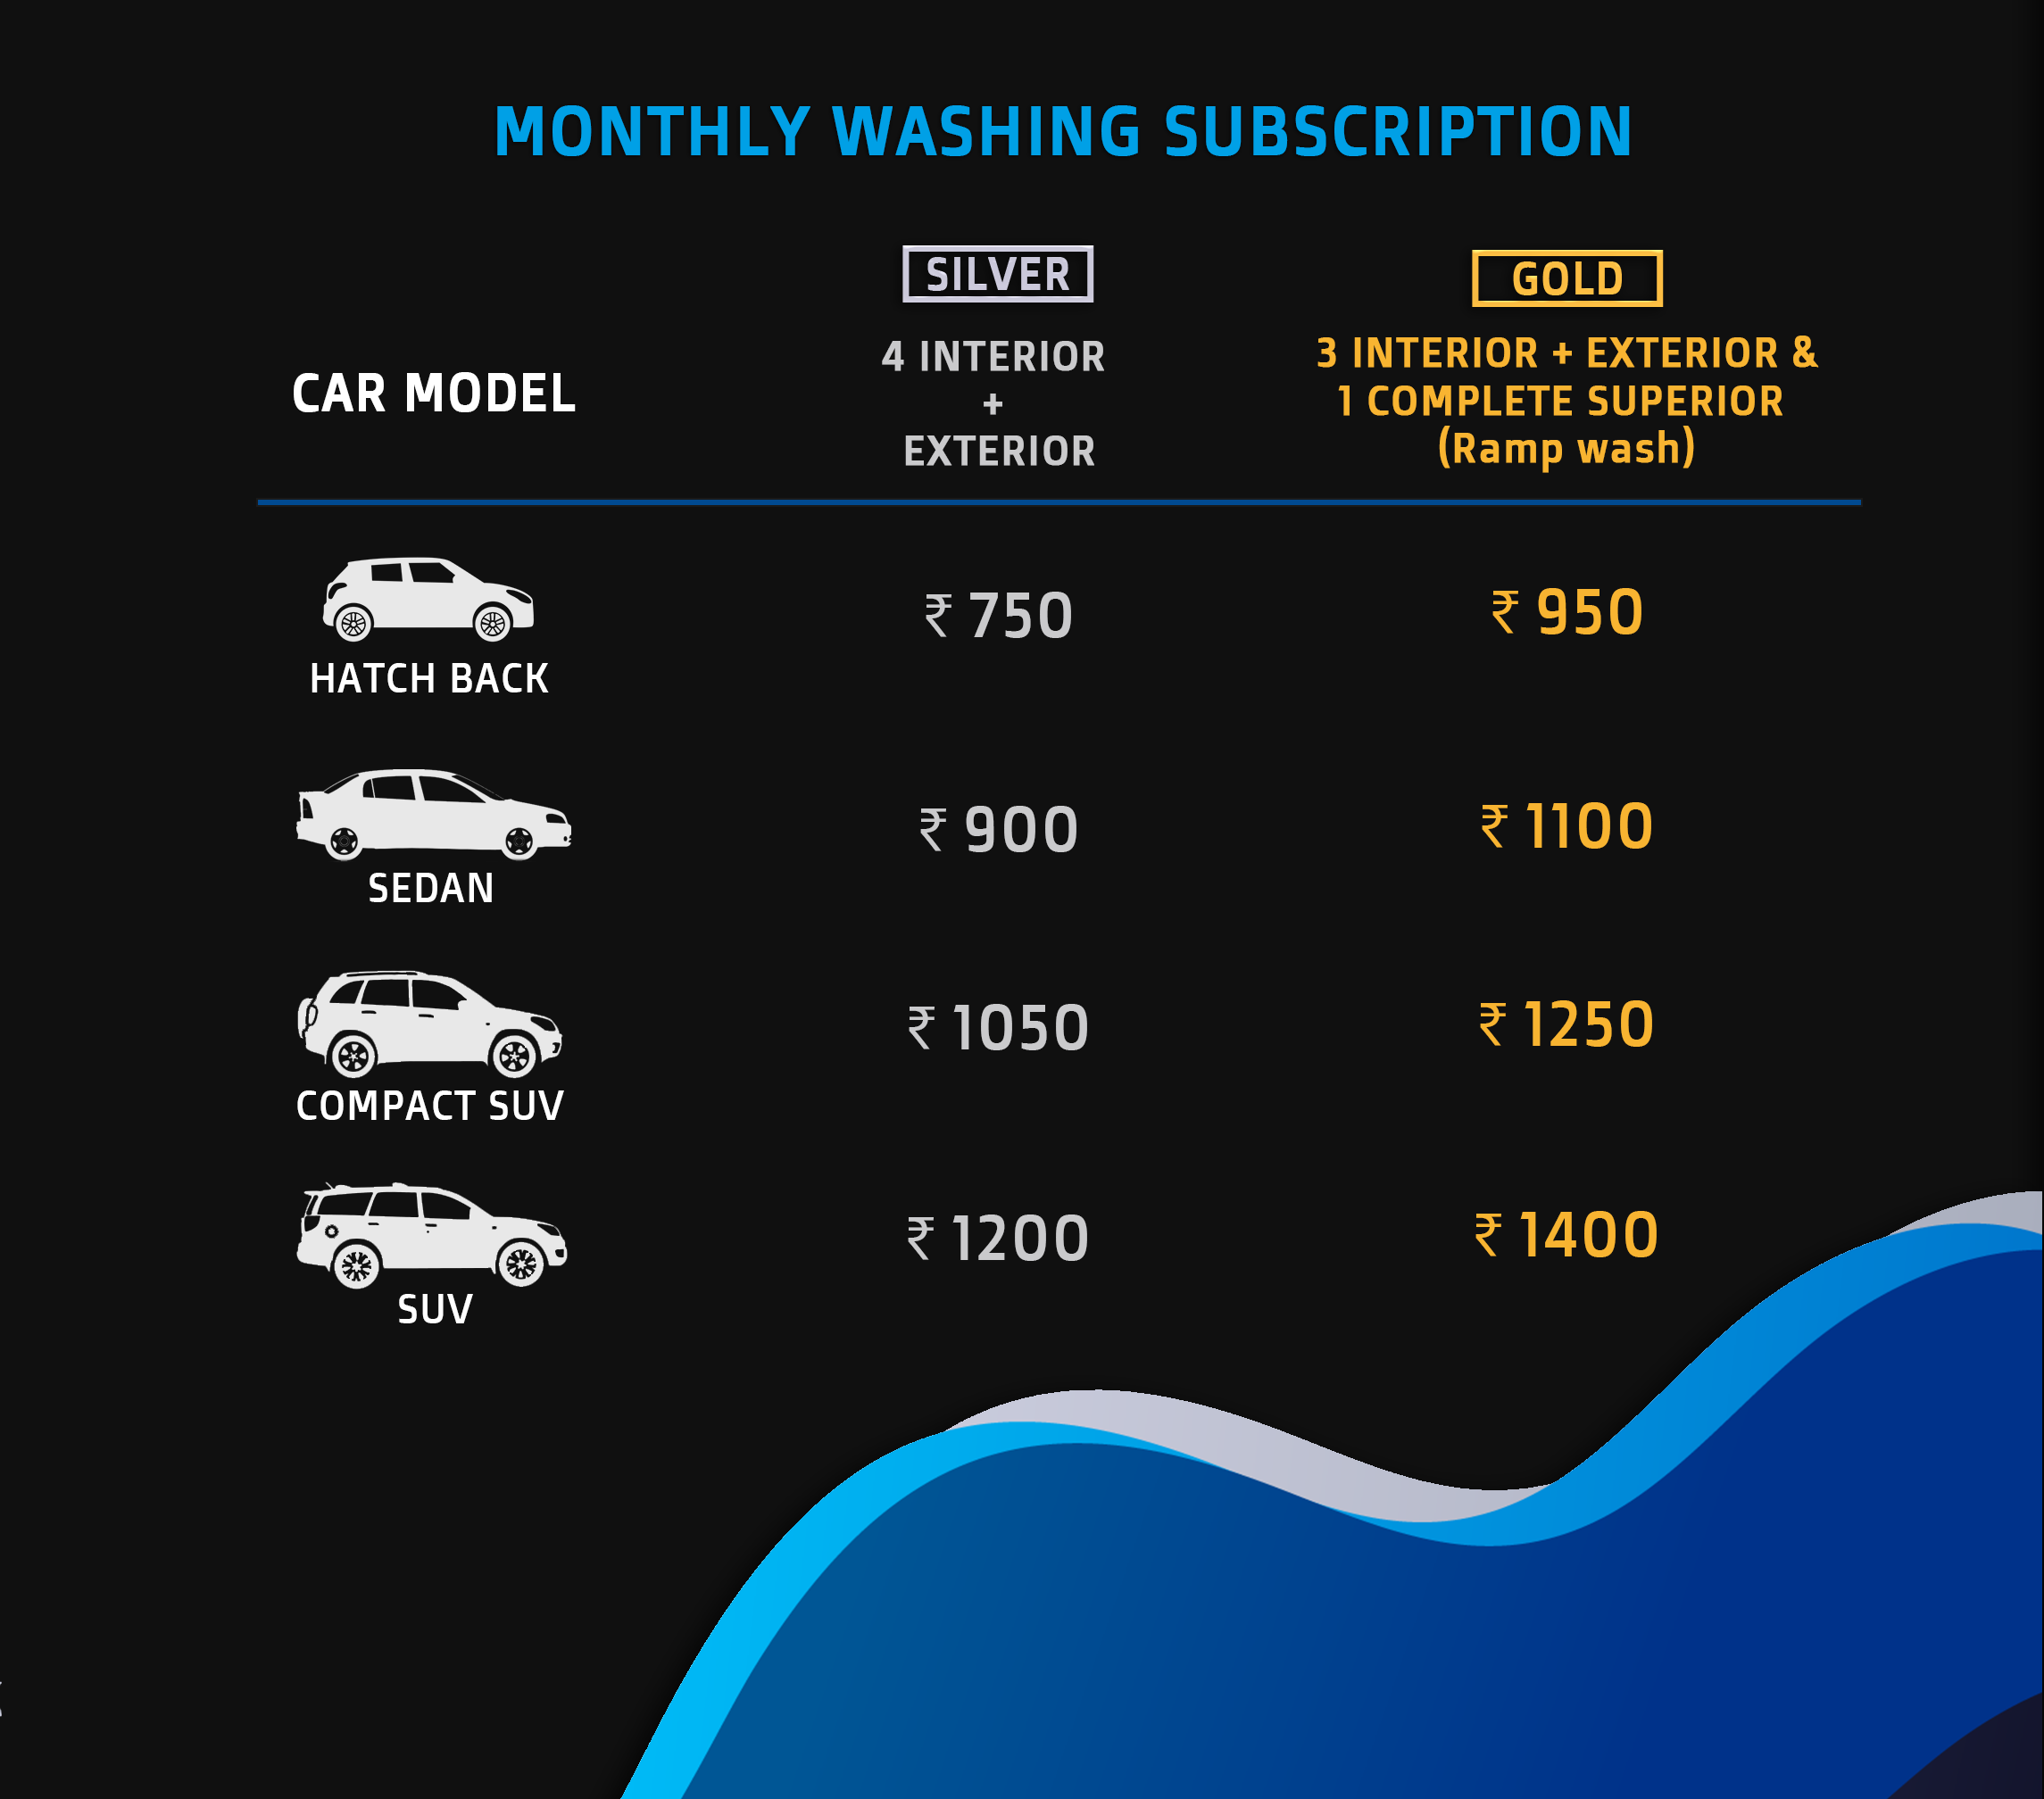 MONTHLY WASHING SUBSCRIPTION
SILVER
GOLD
CAR MODEL
4 INTERIOR
+
EXTERIOR
3 INTERIOR + EXTERIOR &
1 COMPLETE SUPERIOR
(Ramp wash)
HATCH BACK
₹ 750
₹ 950
SEDAN
₹ 900
₹ 1100
COMPACT SUV
₹ 1050
₹ 1250
SUV
₹ 1200
₹ 1400